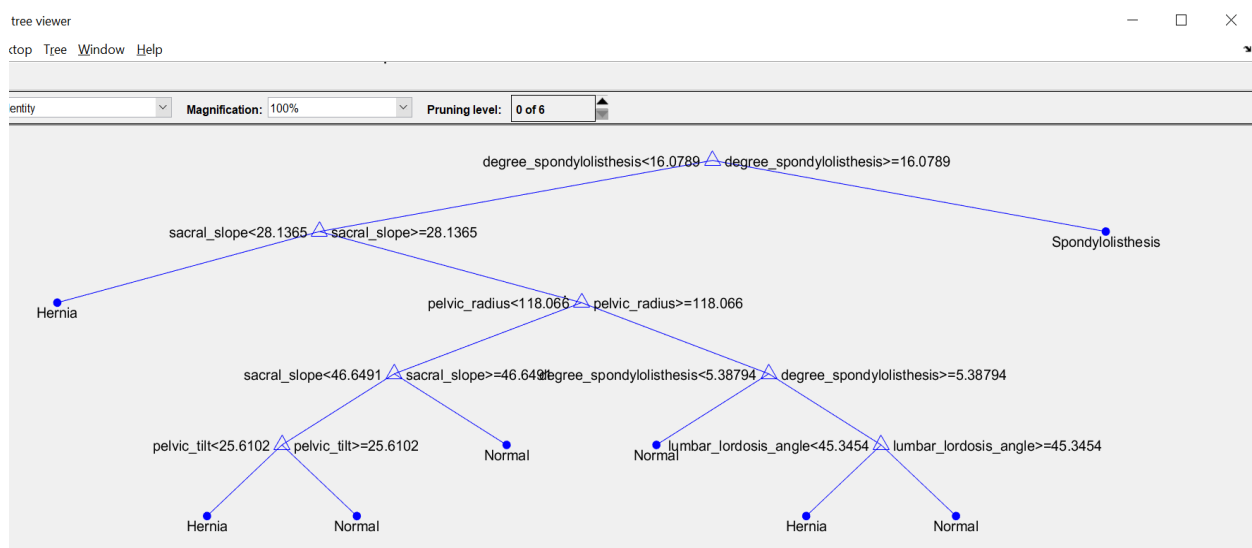 tree viewer
ktop Tree Window Help
entity Magnification: 100% Pruning level: 0 of 6
degree_spondylolisthesis<16.0789 degree_spondylolisthesis>=16.0789
sacral_slope<28.1365 sacral_slope>=28.1365
Spondylolisthesis
Hernia
pelvic_radius<118.066 pelvic_radius>=118.066
sacral_slope<46.6491 sacral_slope>=46.6491 degree_spondylolisthesis<5.38794 degree_spondylolisthesis>=5.38794
pelvic_tilt<25.6102 pelvic_tilt>=25.6102 Normal Normal lumbar_lordosis_angle<45.3454 lumbar_lordosis_angle>=45.3454
Hernia Normal Hernia Normal